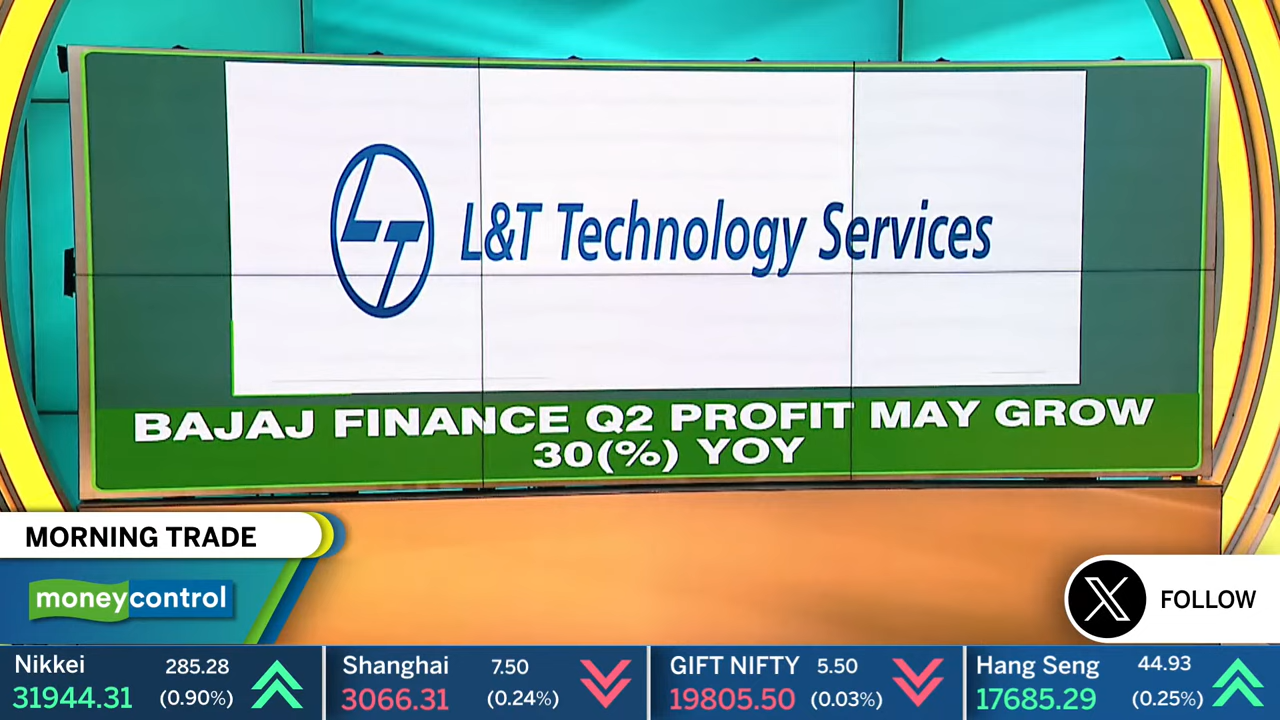 LT L&T Technology Services
BAJAJ FINANCE Q2 PROFIT MAY GROW
30(%) YOY
MORNING TRADE
moneycontrol
X FOLLOW
Nikkei 285.28
31944.31 (0.90%)
Shanghai 7.50
3066.31 (0.24%)
GIFT NIFTY 5.50
19805.50 (0.03%)
Hang Seng 44.93
17685.29 (0.25%)